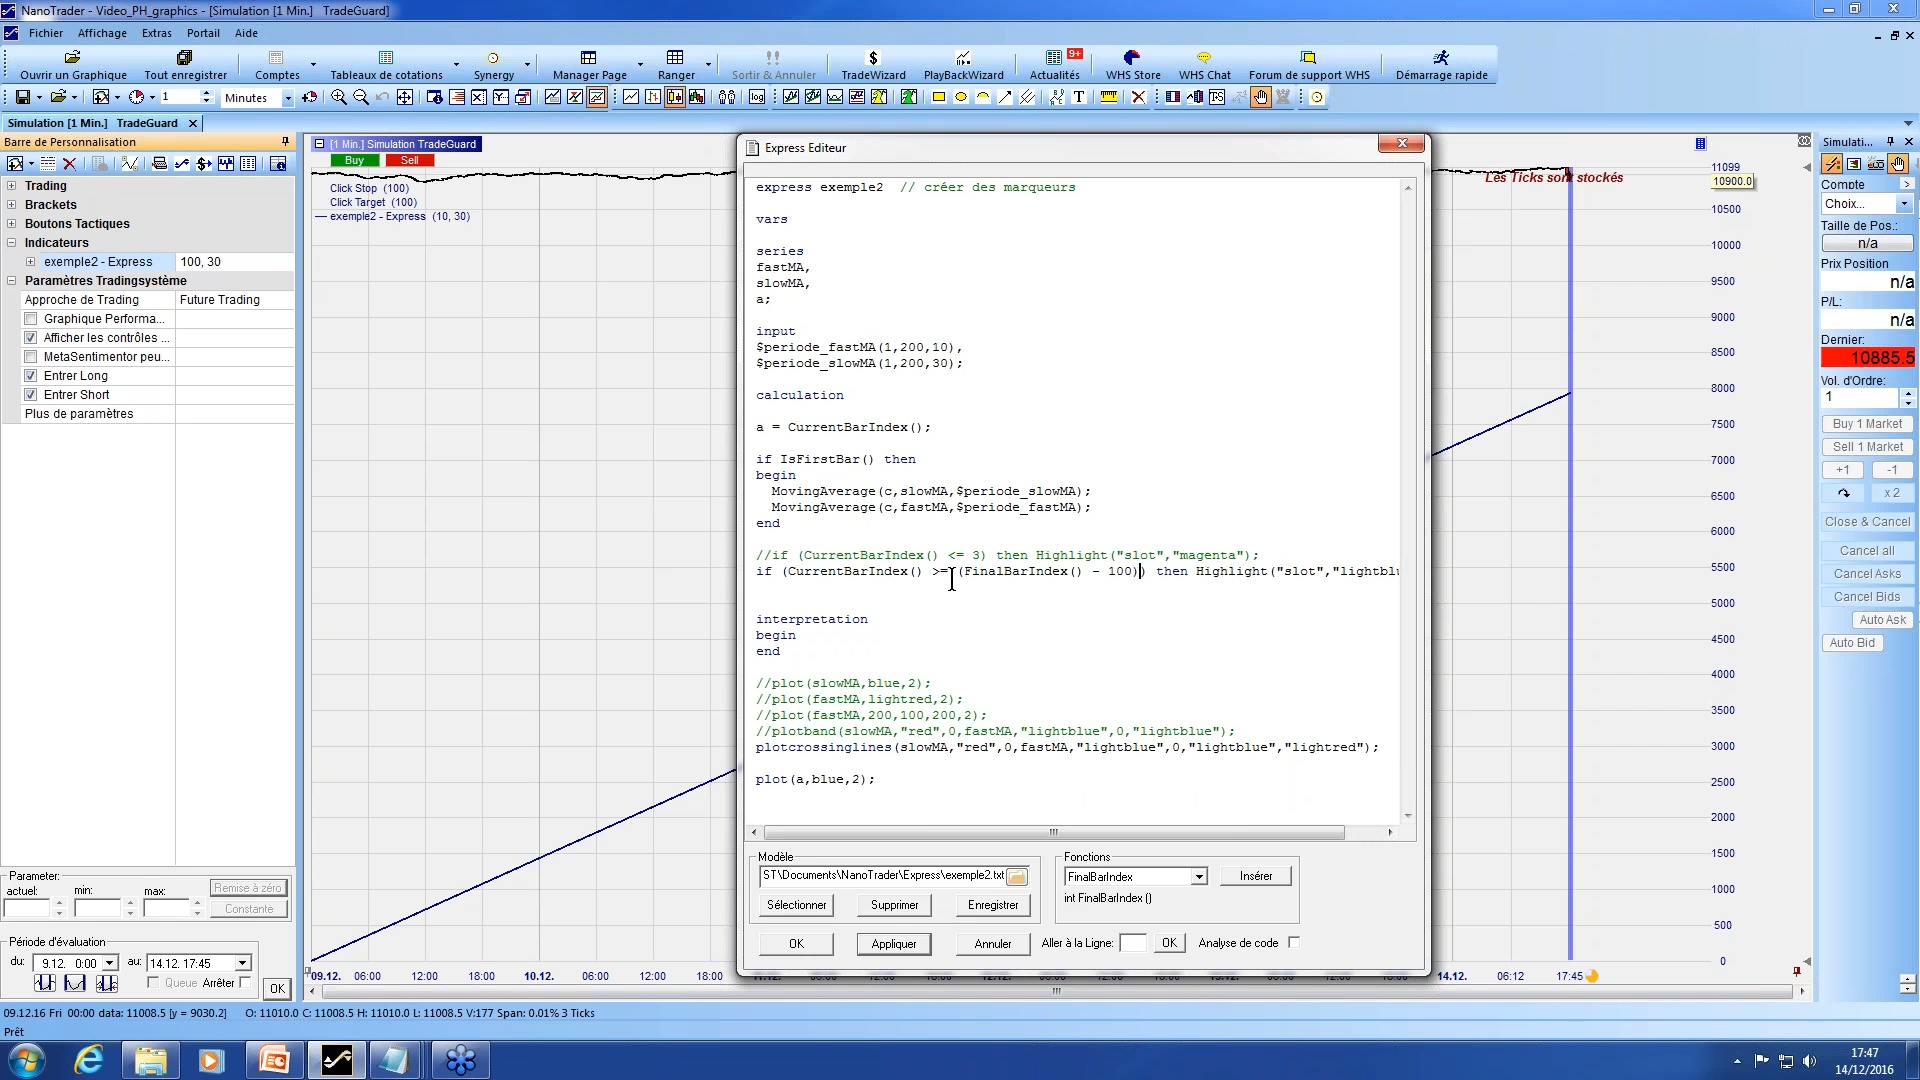 NanoTrader - Video_PH_graphics - [Simulation [1 Min.]   TradeGuard]
Fichier Affichage Extras Portail Aide
Ouvrir un Graphique Tout enregistrer Comptes Tableaux de cotations Synergy Manager Page Ranger Sortir & Annuler TradeWizard PlayBackWizard Actualités 9+ WHS Store WHS Chat Forum de support WHS Démarrage rapide
1 Minutes
Simulation [1 Min.]   TradeGuard
Barre de Personnalisation
Trading
Brackets
Boutons Tactiques
Indicateurs
exemple2 - Express 100, 30
Paramètres Tradingsystème
Approche de Trading Future Trading
Graphique Performa...
Afficher les contrôles ...
MetaSentimentor peu...
Entrer Long
Entrer Short
Plus de paramètres
Parameter:
actuel: min: max: Remise à zéro
Constante
Période d'évaluation
du: 9.12. 0:00 au: 14.12. 17:45
Queue Arrêter OK
[1 Min.] Simulation TradeGuard
Buy Sell
Click Stop (100)
Click Target (100)
exemple2 - Express (10, 30)
Les Ticks sont stockés
11099
10900.0
10500
10000
9500
9000
8500
8000
7500
7000
6500
6000
5500
5000
4500
4000
3500
3000
2500
2000
1500
1000
500
0
09.12. 06:00 12:00 18:00 10.12. 06:00 12:00 18:00 14.12. 06:12 17:45
Express Editeur
express exemple2  // créer des marqueurs
vars
series
fastMA,
slowMA,
a;
input
$periode_fastMA(1,200,10),
$periode_slowMA(1,200,30);
calculation
a = CurrentBarIndex();
if IsFirstBar() then
begin
MovingAverage(c,slowMA,$periode_slowMA);
MovingAverage(c,fastMA,$periode_fastMA);
end
//if (CurrentBarIndex() <= 3) then Highlight("slot","magenta");
if (CurrentBarIndex() >= (FinalBarIndex() - 100)) then Highlight("slot","lightblu
interpretation
begin
end
//plot(slowMA,blue,2);
//plot(fastMA,lightred,2);
//plot(fastMA,200,100,200,2);
//plotband(slowMA,"red",0,fastMA,"lightblue",0,"lightblue");
plotcrossinglines(slowMA,"red",0,fastMA,"lightblue",0,"lightblue","lightred");
plot(a,blue,2);
Modèle
ST\Documents\NanoTrader\Express\exemple2.txt
Sélectionner Supprimer Enregistrer
Fonctions
FinalBarIndex Insérer
int FinalBarIndex ()
OK Appliquer Annuler Aller à la Ligne: OK Analyse de code
Simulati...
Compte
Choix...
Taille de Pos.:
n/a
Prix Position
n/a
P/L:
n/a
Dernier:
10885.5
Vol. d'Ordre:
1
Buy 1 Market
Sell 1 Market
+1 -1
x 2
Close & Cancel
Cancel all
Cancel Asks
Cancel Bids
Auto Ask
Auto Bid
09.12.16 Fri  00:00 data: 11008.5 [y = 9030.2] O: 11010.0 C: 11008.5 H: 11010.0 L: 11008.5 V:177 Span: 0.01% 3 Ticks
Prêt
17:47
14/12/2016